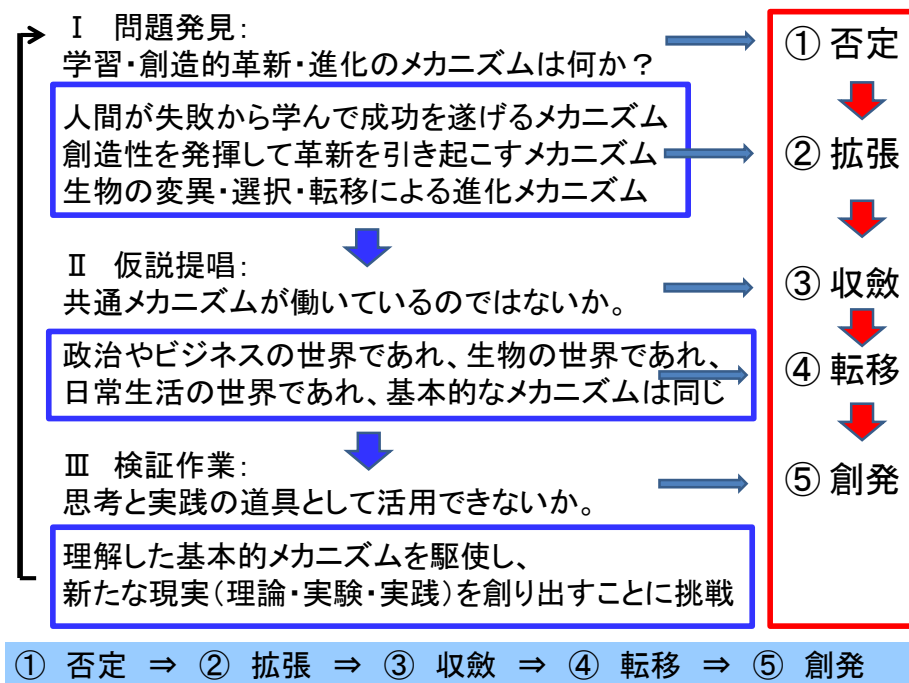 Ⅰ 問題発見:
学習・創造的革新・進化のメカニズムは何か？
人間が失敗から学んで成功を遂げるメカニズム
創造性を発揮して革新を引き起こすメカニズム
生物の変異・選択・転移による進化メカニズム
Ⅱ 仮説提唱:
共通メカニズムが働いているのではないか。
政治やビジネスの世界であれ、生物の世界であれ、
日常生活の世界であれ、基本的なメカニズムは同じ
Ⅲ 検証作業:
思考と実践の道具として活用できないか。
理解した基本的メカニズムを駆使し、
新たな現実（理論・実験・実践）を創り出すことに挑戦
① 否定
② 拡張
③ 収斂
④ 転移
⑤ 創発
① 否定 ⇒ ② 拡張 ⇒ ③ 収斂 ⇒ ④ 転移 ⇒ ⑤ 創発